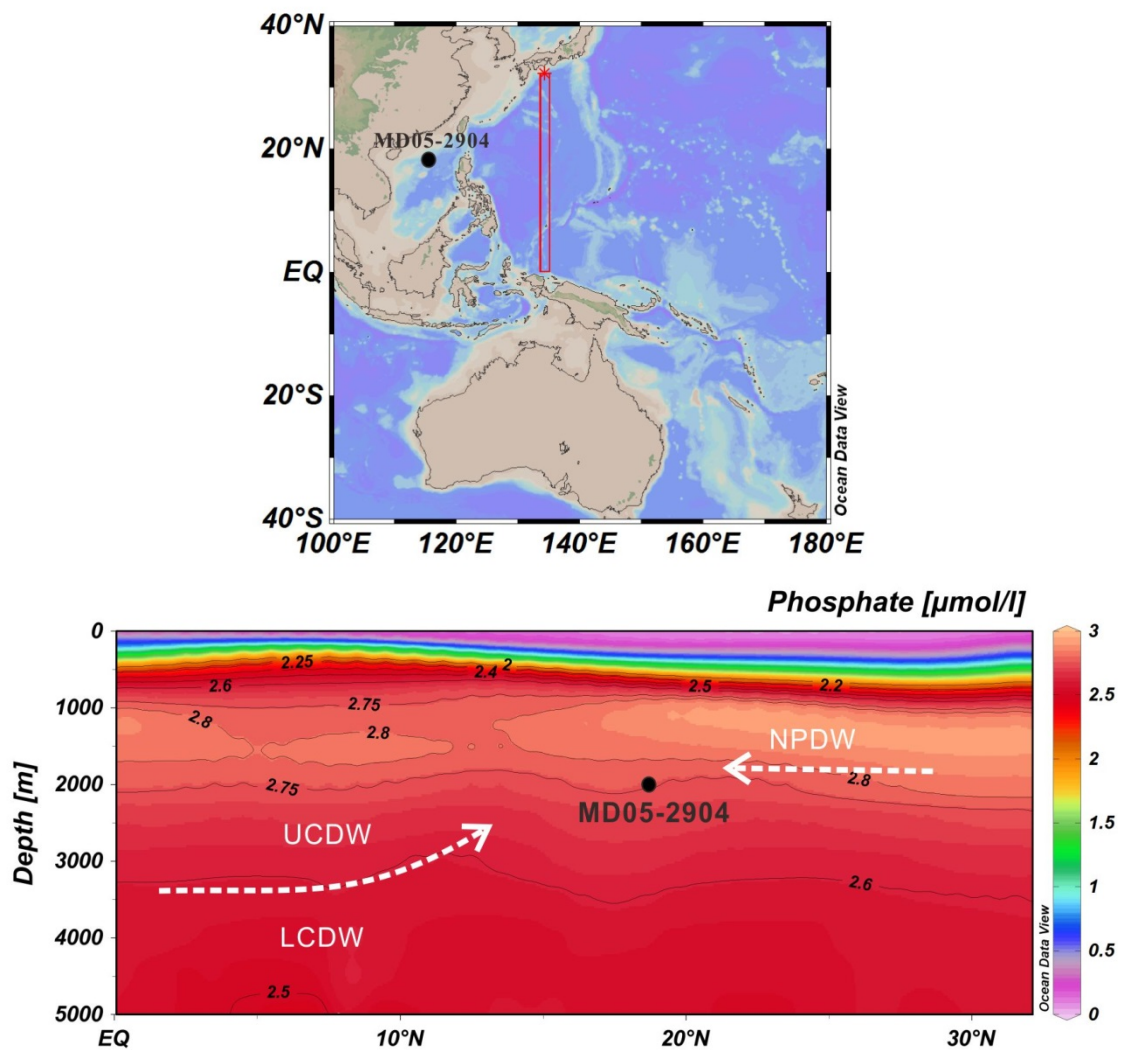 40°N
20°N
EQ
20°S
40°S
MD05-2904
Ocean Data View
100°E 120°E 140°E 160°E 180°E
Phosphate [μmol/l]
Depth [m]
0
1000
2000
3000
4000
5000
2.25 2.4 2 2.5 2.2
2.6 2.75
2.8 2.8 NPDW
2.75 2.8
MD05-2904
UCDW
2.6
LCDW
2.5
EQ 10°N 20°N 30°N
3
2.5
2
1.5
1
0.5
0
Ocean Data View